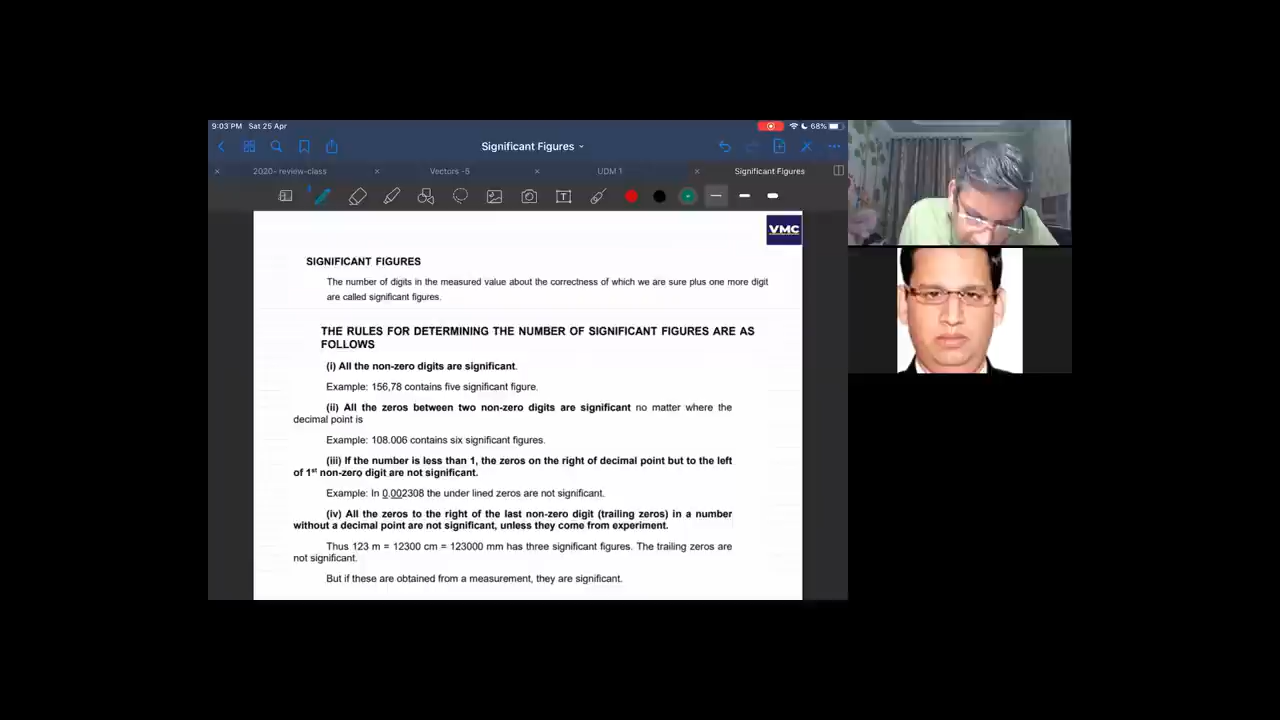 9:03 PM Sat 25 Apr
68%
Significant Figures
2020- review-class
Vectors -5
UDM 1
Significant Figures
VMC
SIGNIFICANT FIGURES
The number of digits in the measured value about the correctness of which we are sure plus one more digit
are called significant figures.
THE RULES FOR DETERMINING THE NUMBER OF SIGNIFICANT FIGURES ARE AS
FOLLOWS
(i) All the non-zero digits are significant.
Example: 156,78 contains five significant figure.
(ii) All the zeros between two non-zero digits are significant no matter where the
decimal point is
Example: 108.006 contains six significant figures.
(iii) If the number is less than 1, the zeros on the right of decimal point but to the left
of 1st non-zero digit are not significant.
Example: In 0.002308 the under lined zeros are not significant.
(iv) All the zeros to the right of the last non-zero digit (trailing zeros) in a number
without a decimal point are not significant, unless they come from experiment.
Thus 123 m = 12300 cm = 123000 mm has three significant figures. The trailing zeros are
not significant.
But if these are obtained from a measurement, they are significant.